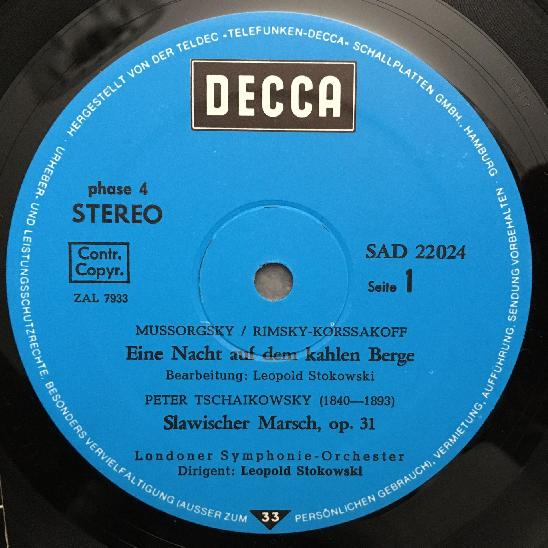 URHEBER- UND LEISTUNGSSCHUTZRECHTE, BESONDERS VERVIELFÄLTIGUNG (AUSSER ZUM PERSÖNLICHEN GEBRAUCH), VERMIETUNG, AUFFÜHRUNG, SENDUNG VORBEHALTEN
· HERGESTELLT VON DER TELDEC »TELEFUNKEN-DECCA« SCHALLPLATTEN GMBH., HAMBURG ·
DECCA
phase 4
STEREO
Contr.
Copyr.
ZAL 7933
SAD 22024
Seite 1
MUSSORGSKY / RIMSKY-KORSSAKOFF
Eine Nacht auf dem kahlen Berge
Bearbeitung: Leopold Stokowski
PETER TSCHAIKOWSKY (1840—1893)
Slawischer Marsch, op. 31
Londoner Symphonie-Orchester
Dirigent: Leopold Stokowski
33